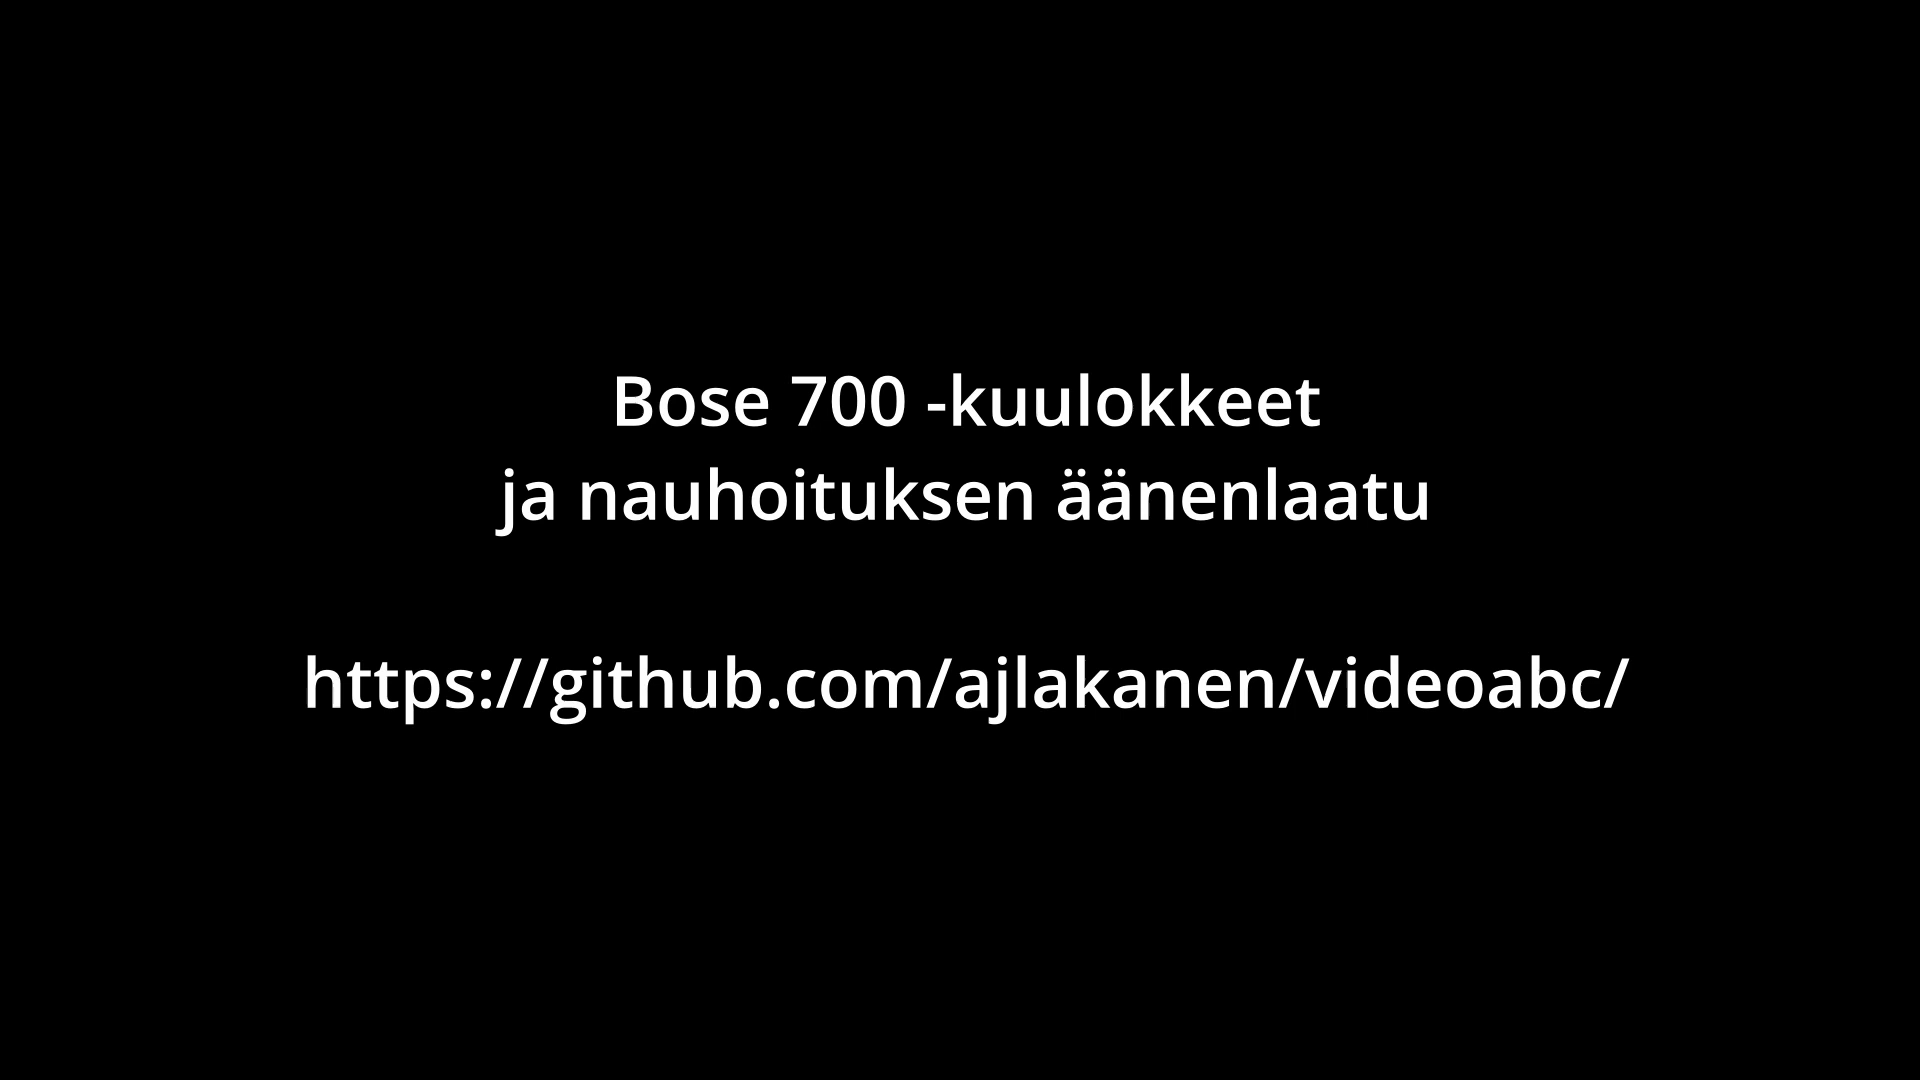 Bose 700 -kuulokkeet
ja nauhoituksen äänenlaatu
https://github.com/ajlakanen/videoabc/